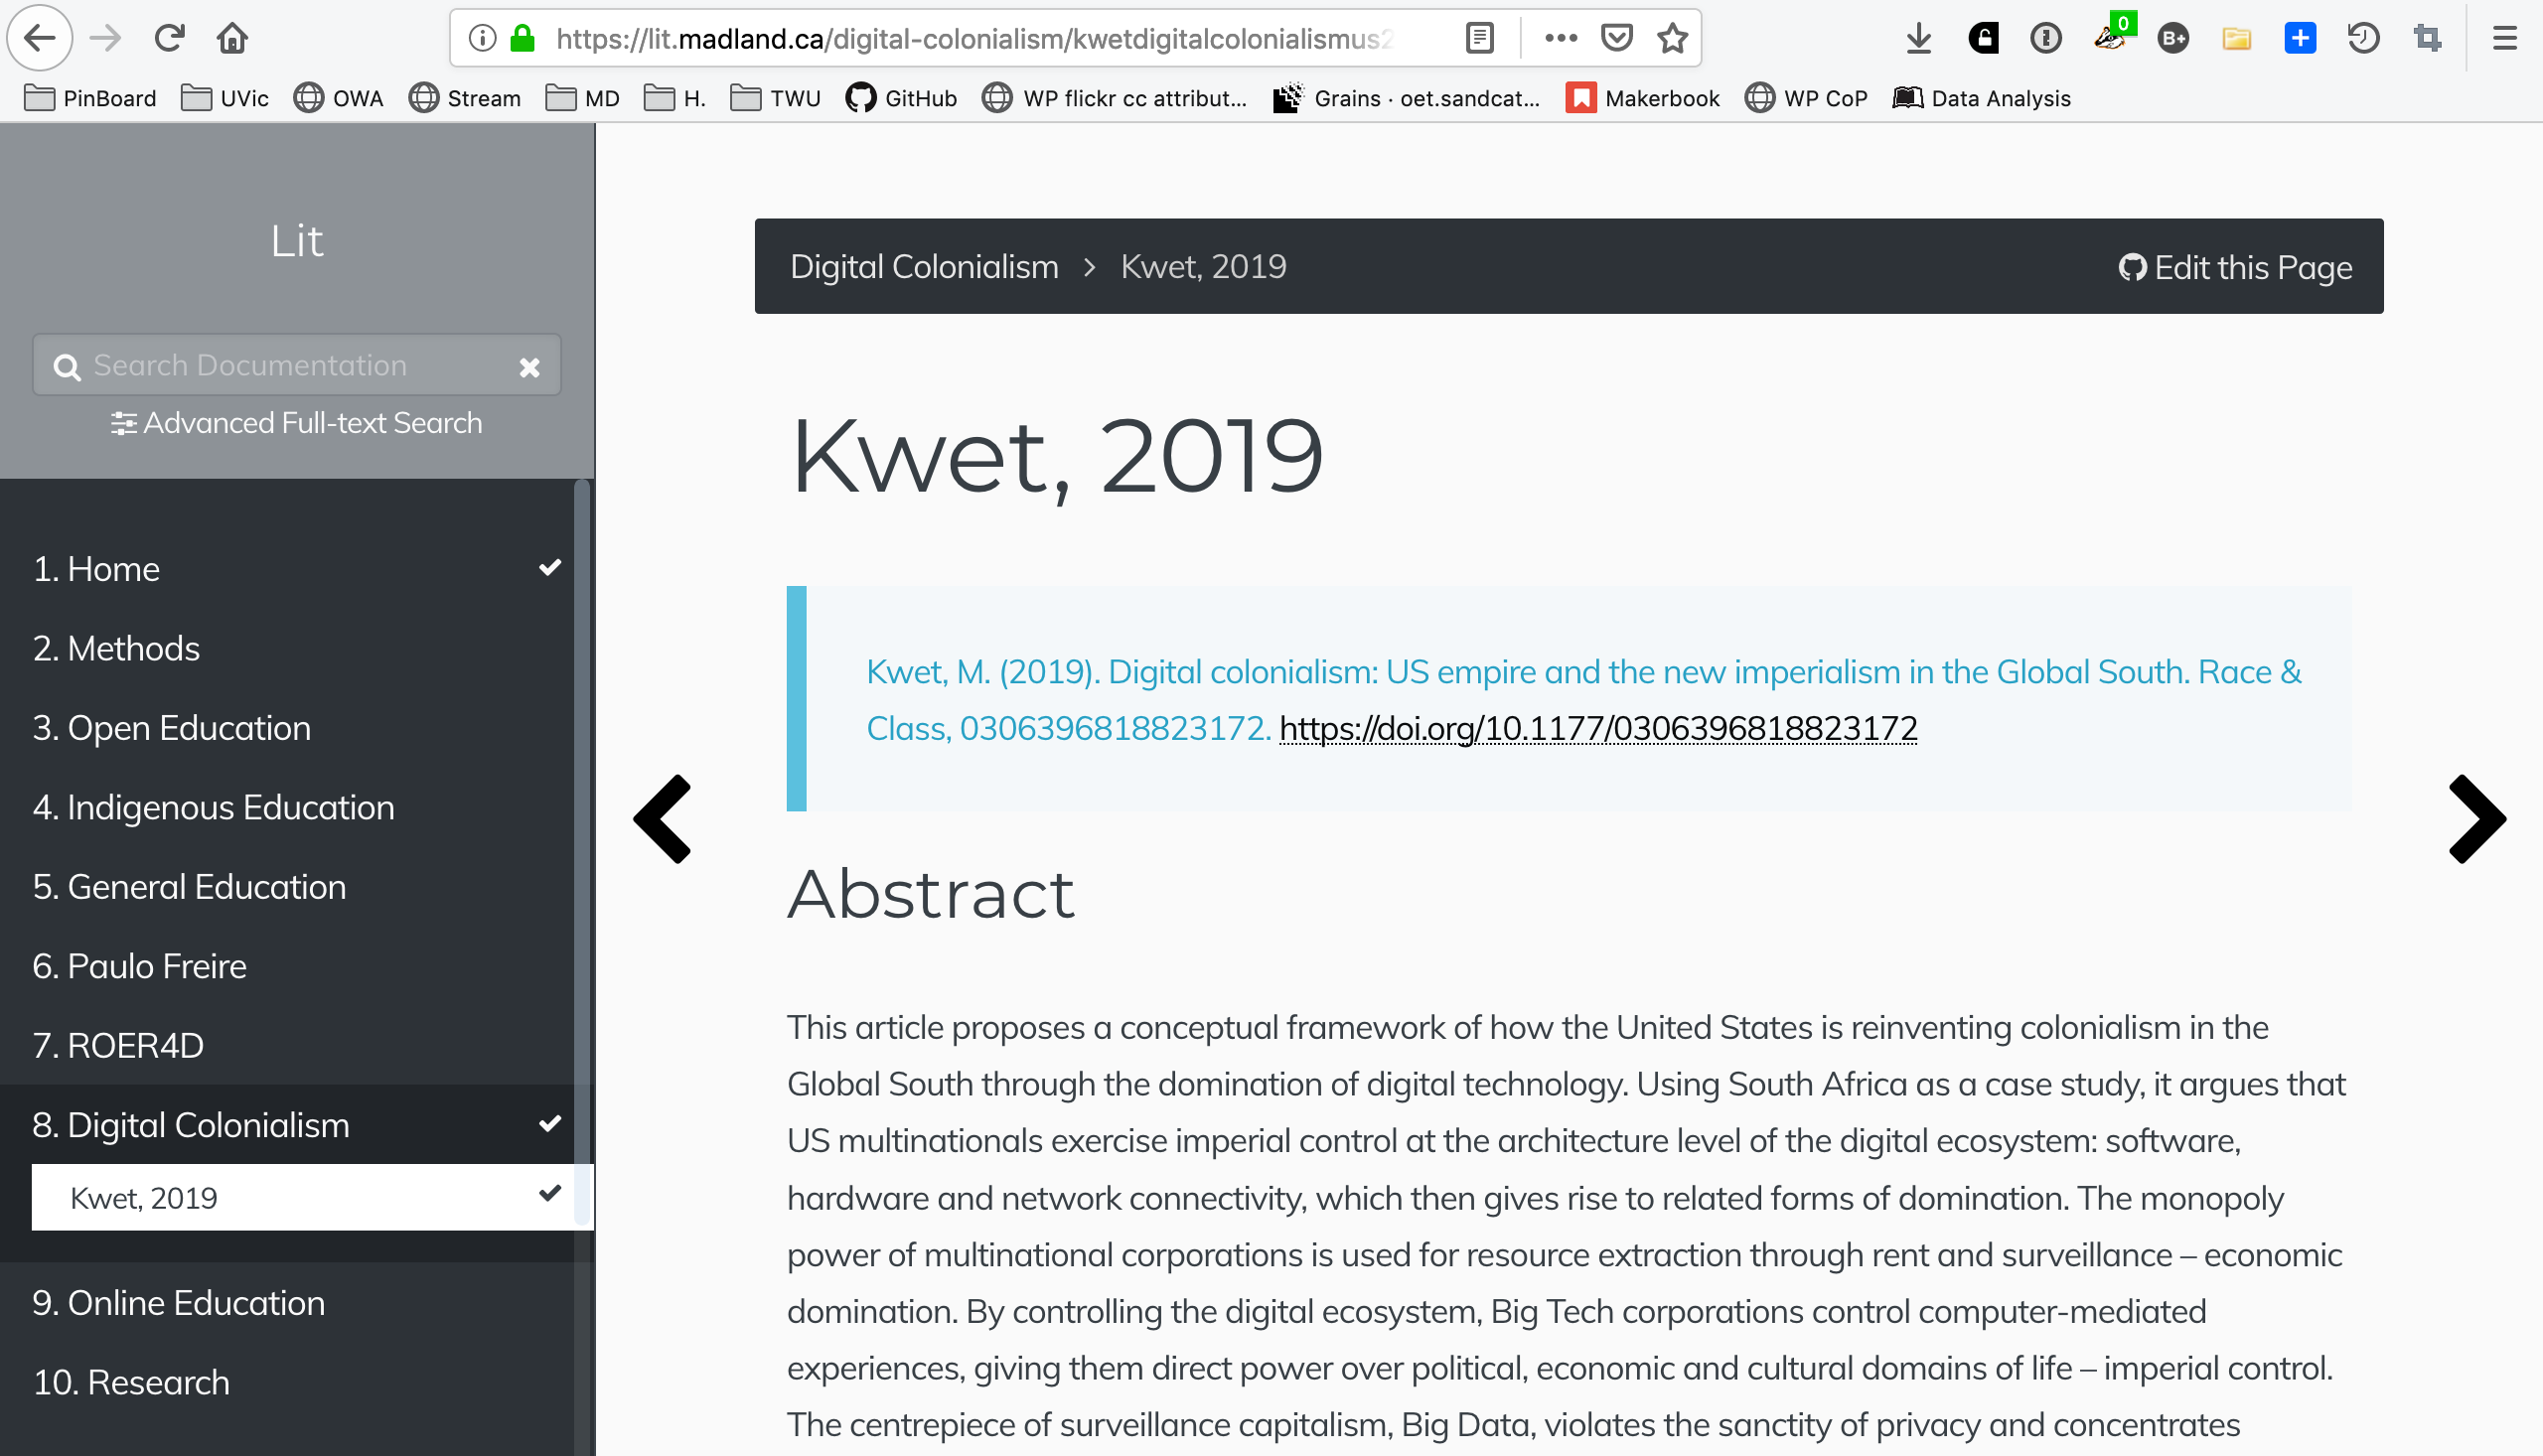 https://lit.madland.ca/digital-colonialism/kwetdigitalcolonialismus2
0
B+
PinBoard UVic OWA Stream MD H. TWU GitHub WP flickr cc attribut... Grains · oet.sandcat... Makerbook WP CoP Data Analysis
Lit
Search Documentation
Advanced Full-text Search
1. Home
2. Methods
3. Open Education
4. Indigenous Education
5. General Education
6. Paulo Freire
7. ROER4D
8. Digital Colonialism
Kwet, 2019
9. Online Education
10. Research
Digital Colonialism > Kwet, 2019
Edit this Page
Kwet, 2019
Kwet, M. (2019). Digital colonialism: US empire and the new imperialism in the Global South. Race &
Class, 0306396818823172. https://doi.org/10.1177/0306396818823172
Abstract
This article proposes a conceptual framework of how the United States is reinventing colonialism in the
Global South through the domination of digital technology. Using South Africa as a case study, it argues that
US multinationals exercise imperial control at the architecture level of the digital ecosystem: software,
hardware and network connectivity, which then gives rise to related forms of domination. The monopoly
power of multinational corporations is used for resource extraction through rent and surveillance – economic
domination. By controlling the digital ecosystem, Big Tech corporations control computer-mediated
experiences, giving them direct power over political, economic and cultural domains of life – imperial control.
The centrepiece of surveillance capitalism, Big Data, violates the sanctity of privacy and concentrates